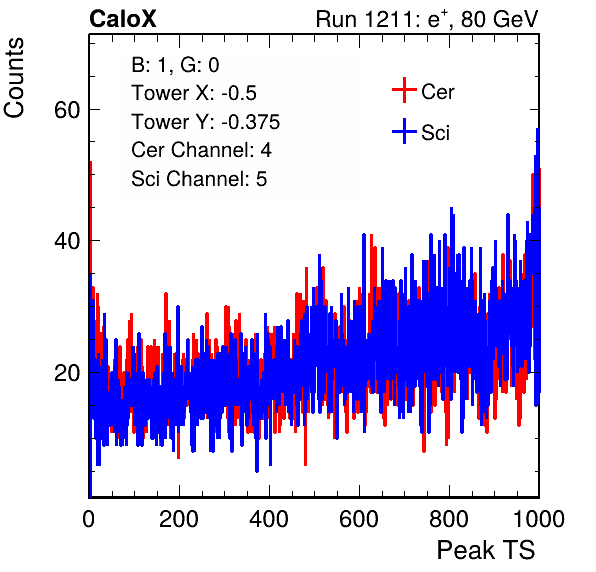 CaloX Run 1211: e⁺, 80 GeV
Counts
B: 1, G: 0
Tower X: -0.5
Tower Y: -0.375
Cer Channel: 4
Sci Channel: 5
Cer
Sci
60
40
20
0 200 400 600 800 1000
Peak TS